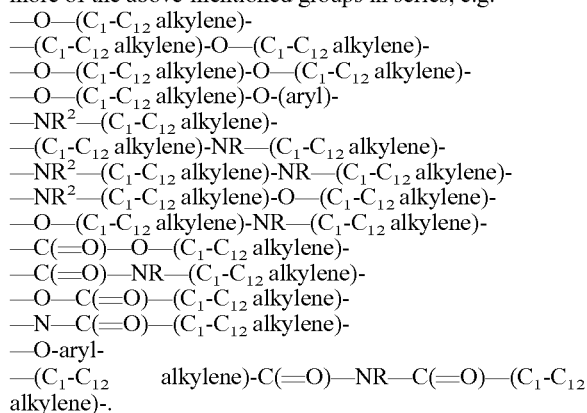 more of the above-mentioned groups in series, e.g.
—O—(C₁-C₁₂ alkylene)-
—(C₁-C₁₂ alkylene)-O—(C₁-C₁₂ alkylene)-
—O—(C₁-C₁₂ alkylene)-O—(C₁-C₁₂ alkylene)-
—O—(C₁-C₁₂ alkylene)-O-(aryl)-
—NR²—(C₁-C₁₂ alkylene)-
—(C₁-C₁₂ alkylene)-NR—(C₁-C₁₂ alkylene)-
—NR²—(C₁-C₁₂ alkylene)-NR—(C₁-C₁₂ alkylene)-
—NR²—(C₁-C₁₂ alkylene)-O—(C₁-C₁₂ alkylene)-
—O—(C₁-C₁₂ alkylene)-NR—(C₁-C₁₂ alkylene)-
—C(═O)—O—(C₁-C₁₂ alkylene)-
—C(═O)—NR—(C₁-C₁₂ alkylene)-
—O—C(═O)—(C₁-C₁₂ alkylene)-
—N—C(═O)—(C₁-C₁₂ alkylene)-
—O-aryl-
—(C₁-C₁₂ alkylene)-C(═O)—NR—C(═O)—(C₁-C₁₂
alkylene)-.